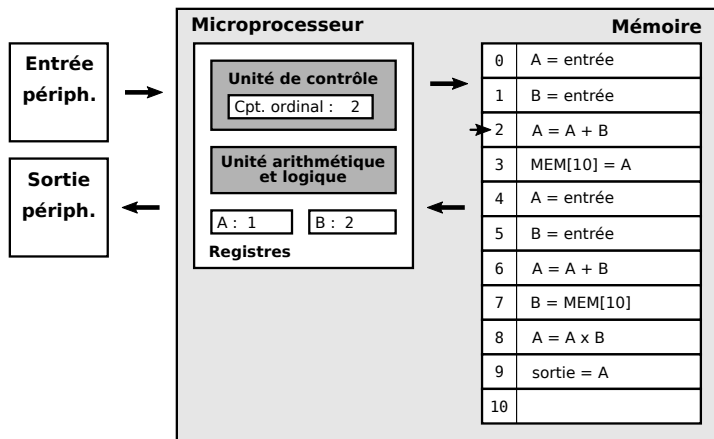 Microprocesseur
Mémoire
Entrée
périph.
Sortie
périph.
Unité de contrôle
Cpt. ordinal : 2
Unité arithmétique
et logique
A : 1
B : 2
Registres
0 A = entrée
1 B = entrée
2 A = A + B
3 MEM[10] = A
4 A = entrée
5 B = entrée
6 A = A + B
7 B = MEM[10]
8 A = A x B
9 sortie = A
10